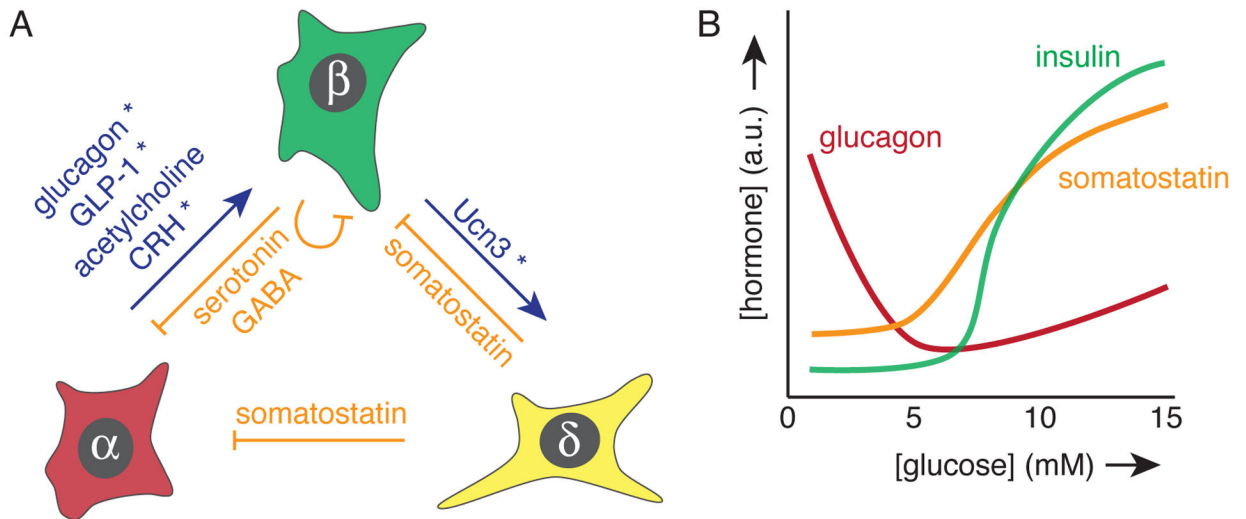 A
β
glucagon *
GLP-1 *
acetylcholine
CRH *
serotonin
GABA
Ucn3 *
somatostatin
α
somatostatin
δ
B
[hormone] (a.u.)
insulin
glucagon
somatostatin
0
5
10
15
[glucose] (mM)